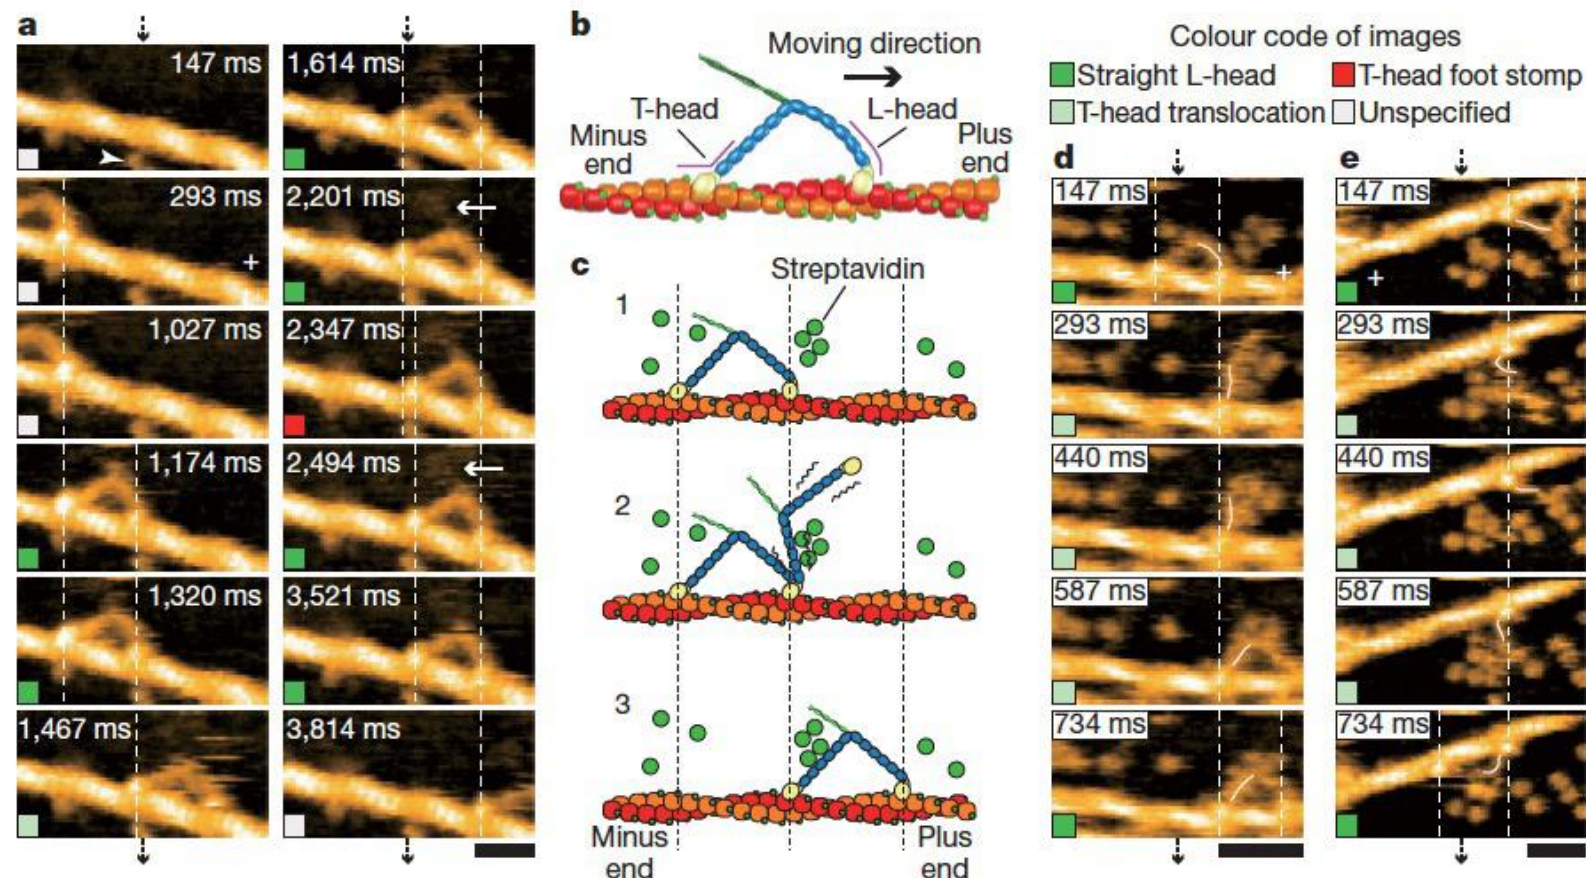 a
147 ms
293 ms
+
1,027 ms
1,174 ms
1,320 ms
1,467 ms
1,614 ms
2,201 ms
2,347 ms
2,494 ms
3,521 ms
3,814 ms
b
Moving direction
T-head
L-head
Minus
end
Plus
end
c
Streptavidin
1
2
3
Minus
end
Plus
end
Colour code of images
Straight L-head
T-head foot stomp
T-head translocation
Unspecified
d
147 ms
+
293 ms
440 ms
587 ms
734 ms
e
147 ms
+
293 ms
440 ms
587 ms
734 ms